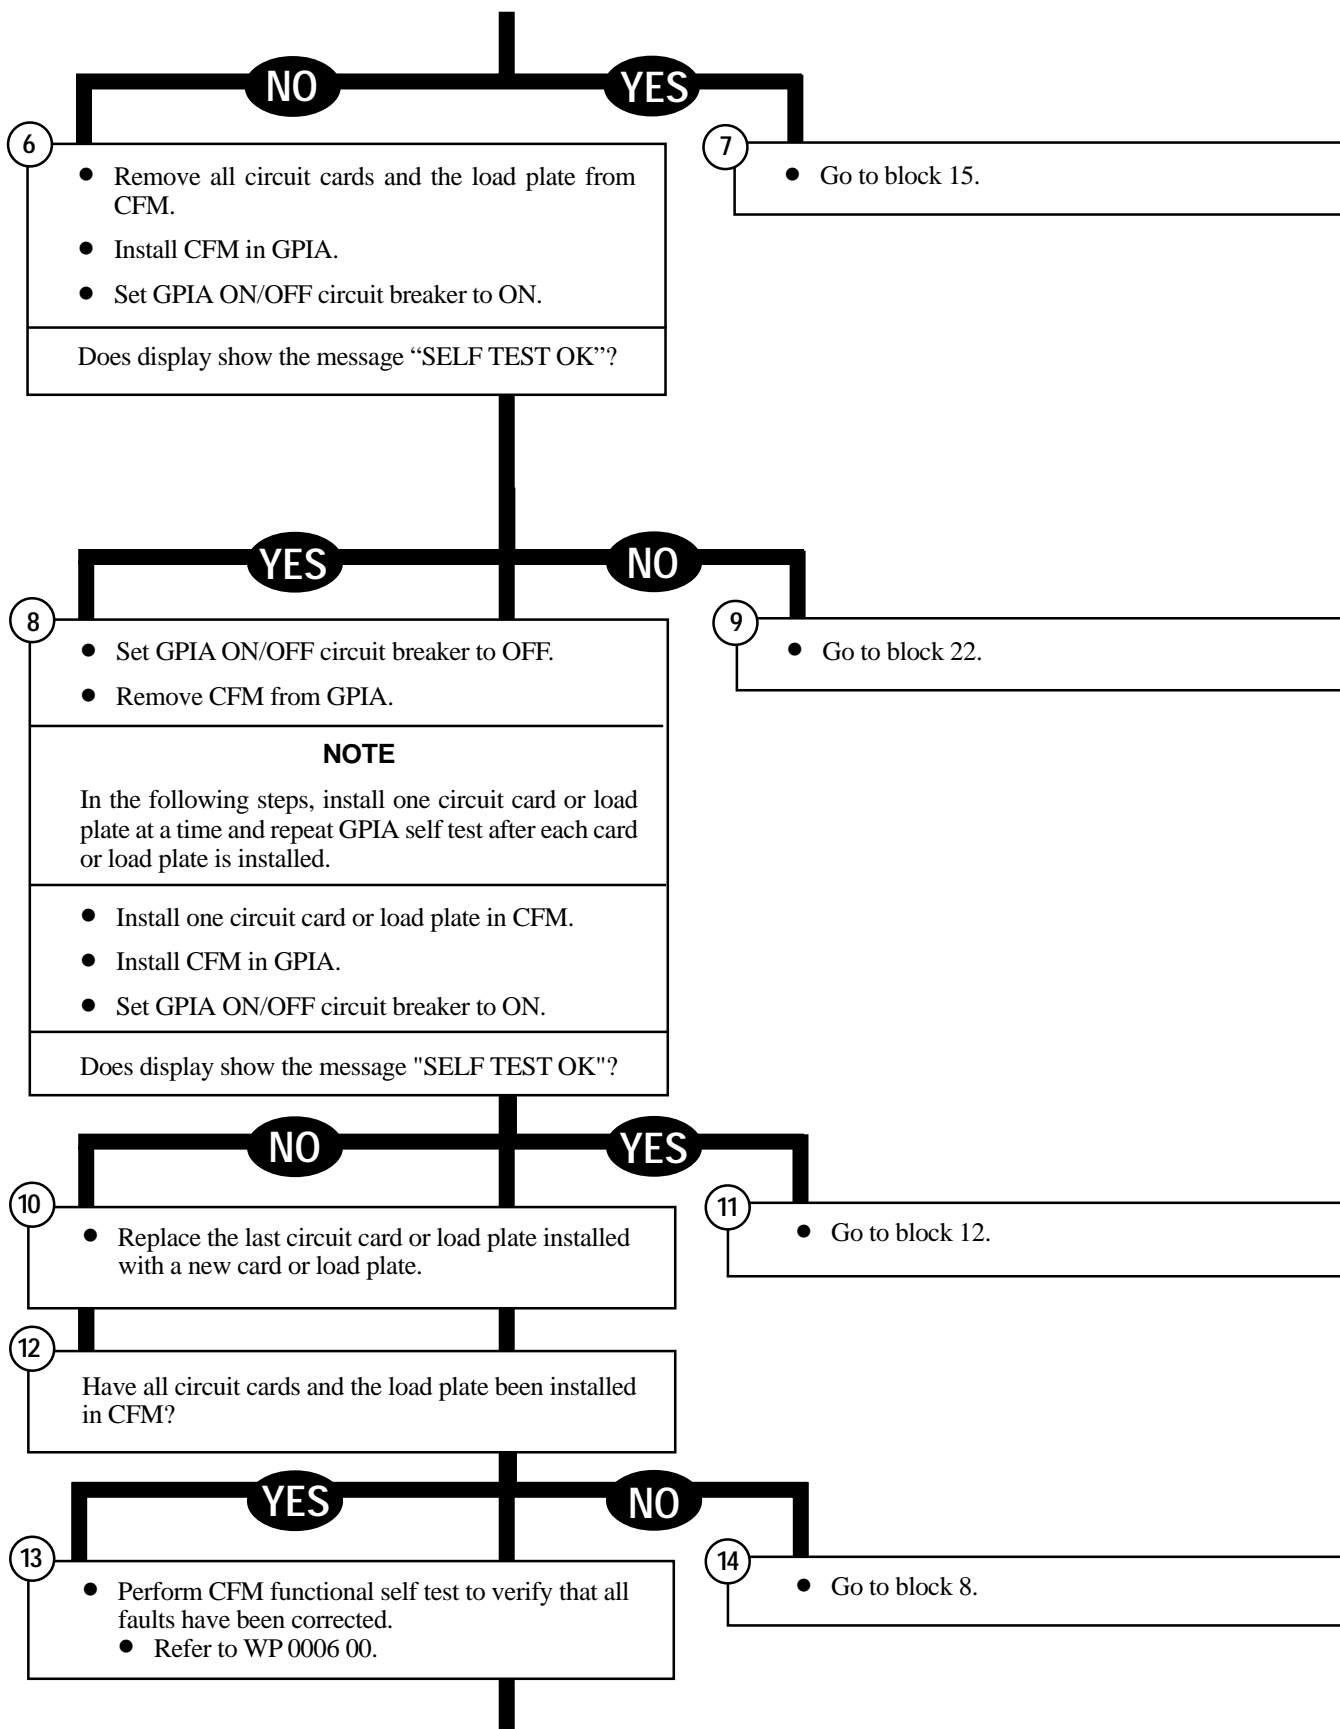 NO
YES
6
● Remove all circuit cards and the load plate from
CFM.
● Install CFM in GPIA.
● Set GPIA ON/OFF circuit breaker to ON.
Does display show the message “SELF TEST OK”?
7
● Go to block 15.
YES
NO
8
● Set GPIA ON/OFF circuit breaker to OFF.
● Remove CFM from GPIA.
NOTE
In the following steps, install one circuit card or load
plate at a time and repeat GPIA self test after each card
or load plate is installed.
● Install one circuit card or load plate in CFM.
● Install CFM in GPIA.
● Set GPIA ON/OFF circuit breaker to ON.
Does display show the message "SELF TEST OK"?
9
● Go to block 22.
NO
YES
10
● Replace the last circuit card or load plate installed
with a new card or load plate.
11
● Go to block 12.
12
Have all circuit cards and the load plate been installed
in CFM?
YES
NO
13
● Perform CFM functional self test to verify that all
faults have been corrected.
● Refer to WP 0006 00.
14
● Go to block 8.